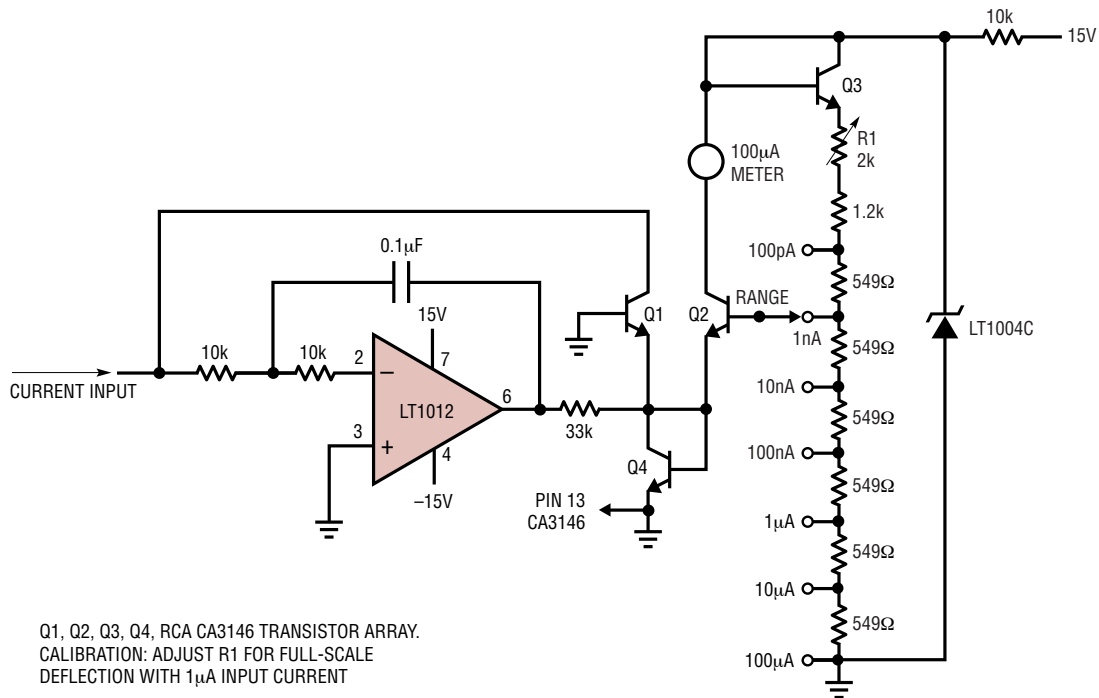 10k
15V
Q3
R1
2k
100µA
METER
1.2k
0.1µF
100pA
549Ω
15V
Q1
Q2
RANGE
1nA
LT1004C
10k
10k
2
7
549Ω
CURRENT INPUT
LT1012
6
10nA
3
4
33k
549Ω
–15V
Q4
100nA
PIN 13
CA3146
549Ω
1µA
549Ω
10µA
549Ω
Q1, Q2, Q3, Q4, RCA CA3146 TRANSISTOR ARRAY.
CALIBRATION: ADJUST R1 FOR FULL-SCALE
DEFLECTION WITH 1µA INPUT CURRENT
100µA